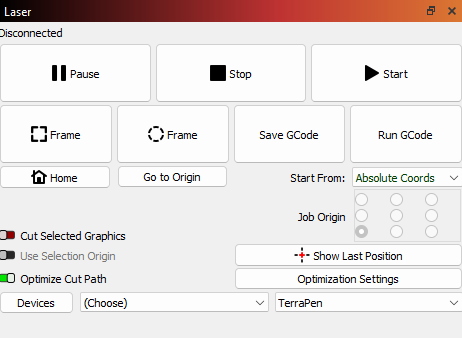 Laser
Disconnected
Pause
Stop
Start
Frame
Frame
Save GCode
Run GCode
Home
Go to Origin
Start From:
Absolute Coords
Job Origin
Cut Selected Graphics
Use Selection Origin
Show Last Position
Optimize Cut Path
Optimization Settings
Devices
(Choose)
TerraPen